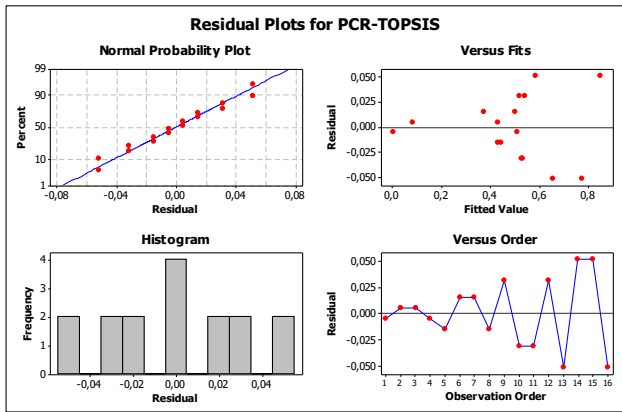 Residual Plots for PCR-TOPSIS
Normal Probability Plot
Percent
99
90
50
10
1
-0,08 -0,04 0,00 0,04 0,08
Residual
Versus Fits
Residual
0,050
0,025
0,000
-0,025
-0,050
0,0 0,2 0,4 0,6 0,8
Fitted Value
Histogram
Frequency
4
3
2
1
0
-0,04 -0,02 0,00 0,02 0,04
Residual
Versus Order
Residual
0,050
0,025
0,000
-0,025
-0,050
1 2 3 4 5 6 7 8 9 10 11 12 13 14 15 16
Observation Order